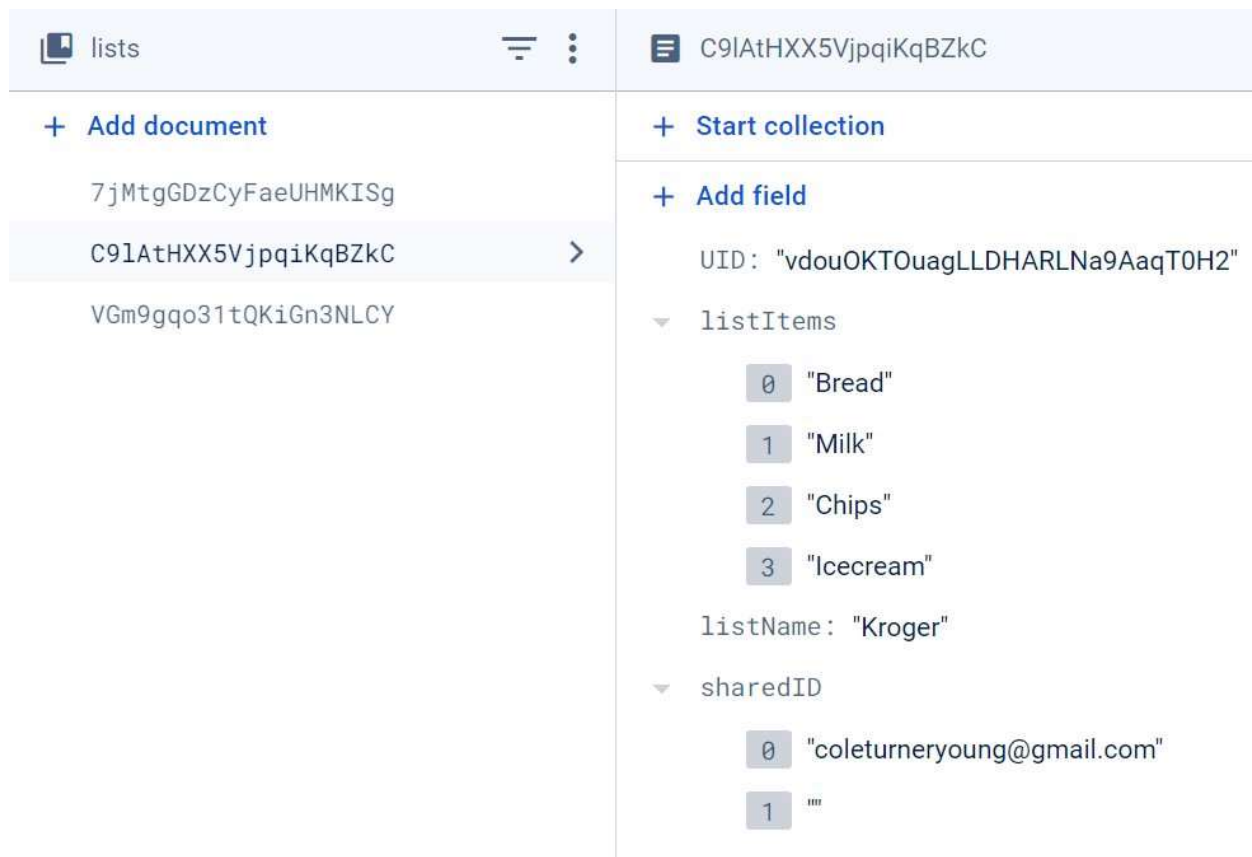 lists
+ Add document
7jMtgGDzCyFaeUHMKISg
C9lAtHXX5VjpqiKqBZkC
VGm9gqo31tQKiGn3NLCY
C9lAtHXX5VjpqiKqBZkC
+ Start collection
+ Add field
UID: "vdouOKTOuagLLDHARLNa9AaqT0H2"
listItems
0 "Bread"
1 "Milk"
2 "Chips"
3 "Icecream"
listName: "Kroger"
sharedID
0 "coleturneryoung@gmail.com"
1 ""